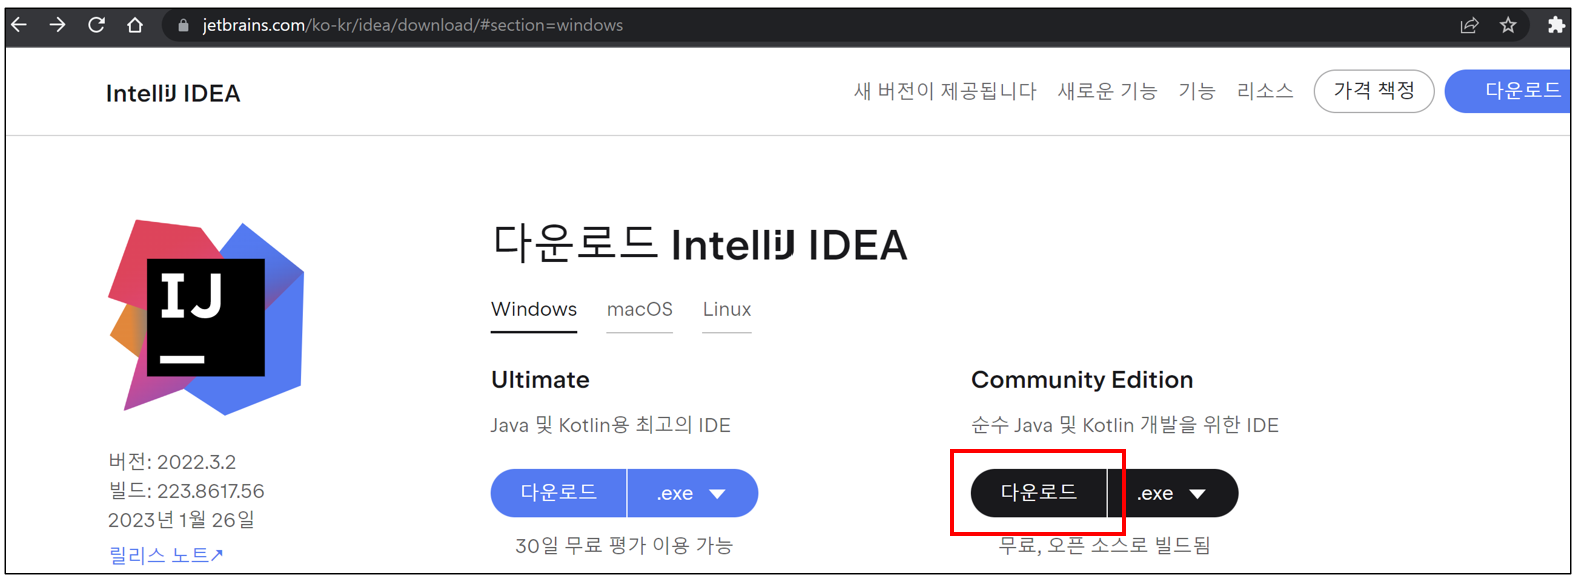 jetbrains.com/ko-kr/idea/download/#section=windows
IntelliJ IDEA
새 버전이 제공됩니다 새로운 기능 기능 리소스 가격 책정 다운로드
IJ
다운로드 IntelliJ IDEA
Windows macOS Linux
Ultimate
Java 및 Kotlin용 최고의 IDE
다운로드 .exe
30일 무료 평가 이용 가능
Community Edition
순수 Java 및 Kotlin 개발을 위한 IDE
다운로드 .exe
무료, 오픈 소스로 빌드됨
버전: 2022.3.2
빌드: 223.8617.56
2023년 1월 26일
릴리스 노트↗